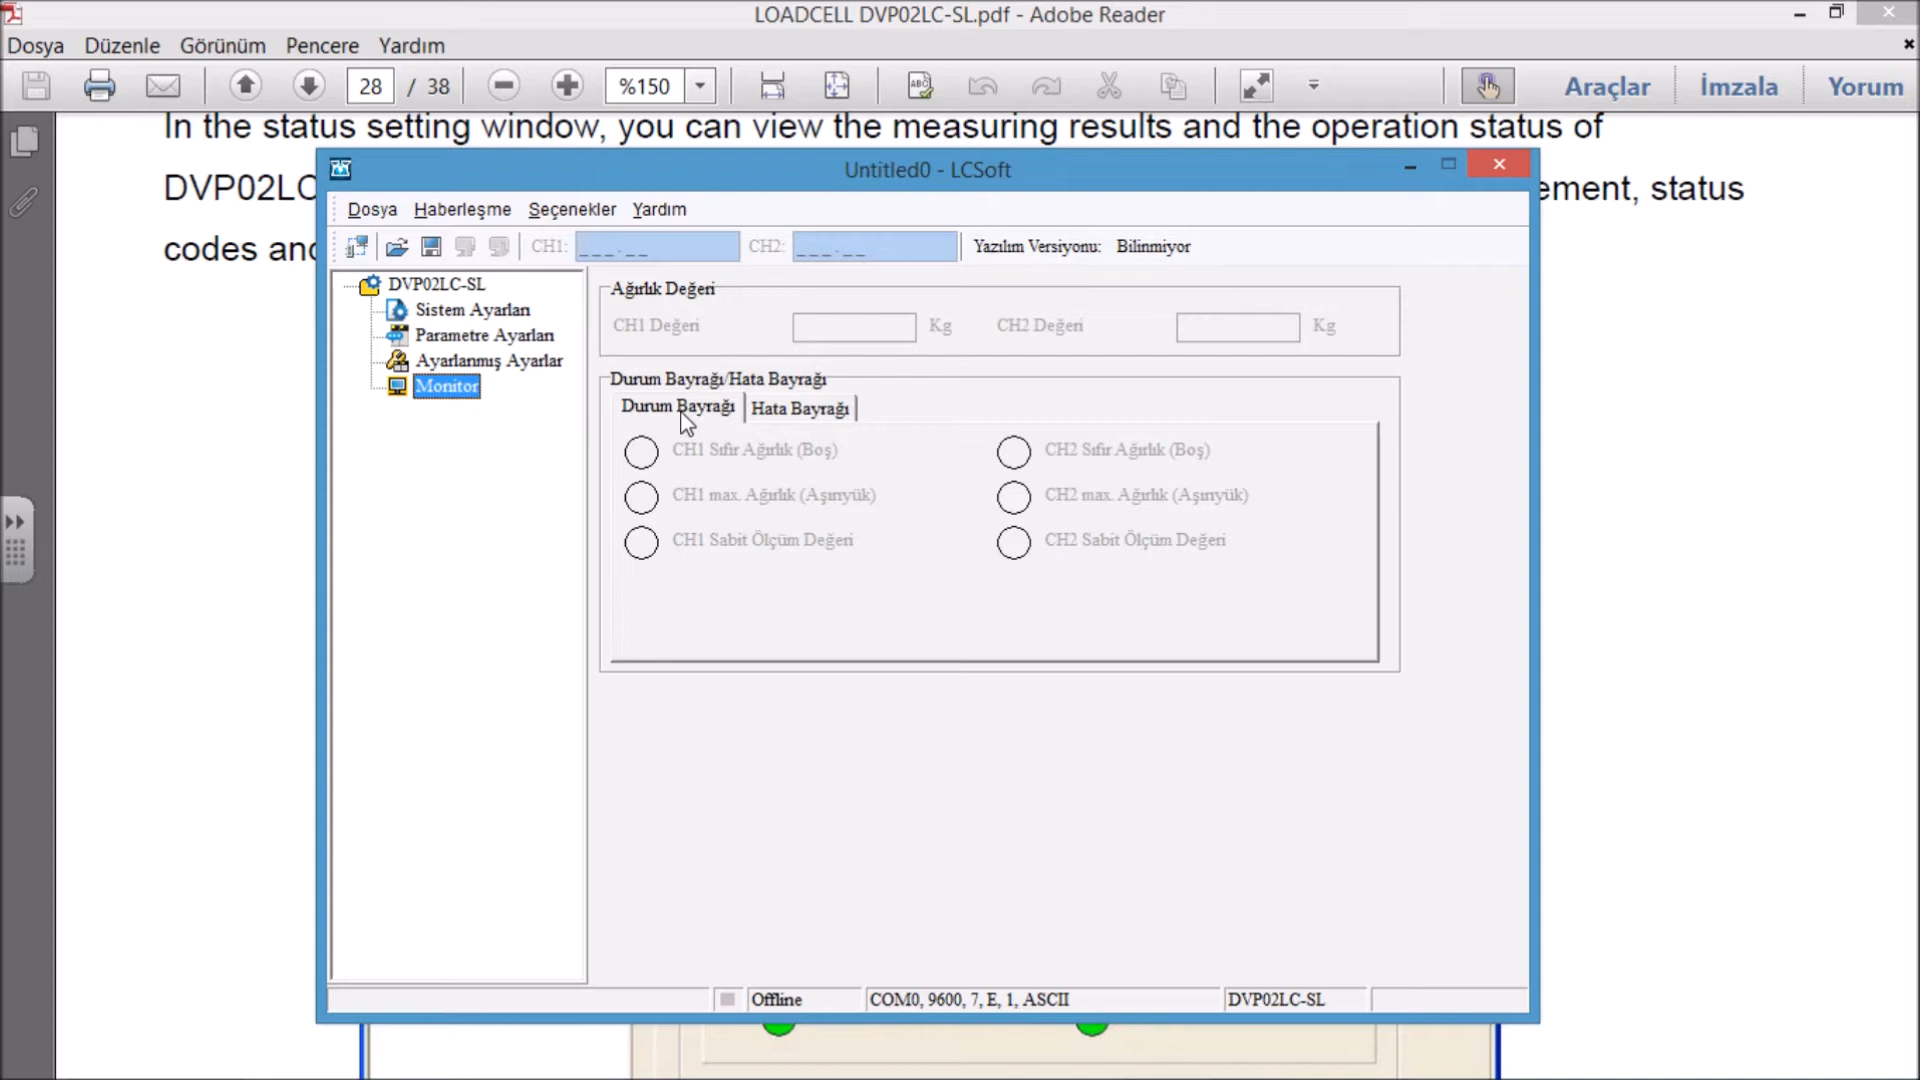 LOADCELL DVP02LC-SL.pdf - Adobe Reader
Dosya Düzenle Görünüm Pencere Yardım
28 / 38 %150 ABC Araçlar İmzala Yorum
In the status setting window, you can view the measuring results and the operation status of
DVP02LC ement, status
codes and
Untitled0 - LCSoft
Dosya Haberleşme Seçenekler Yardım
CH1: ___.__ CH2: ___.__ Yazılım Versiyonu: Bilinmiyor
DVP02LC-SL
Sistem Ayarları
Parametre Ayarları
Ayarlanmış Ayarlar
Monitor
Ağırlık Değeri
CH1 Değeri Kg CH2 Değeri Kg
Durum Bayrağı/Hata Bayrağı
Durum Bayrağı Hata Bayrağı
CH1 Sıfır Ağırlık (Boş) CH2 Sıfır Ağırlık (Boş)
CH1 max. Ağırlık (Aşırıyük) CH2 max. Ağırlık (Aşırıyük)
CH1 Sabit Ölçüm Değeri CH2 Sabit Ölçüm Değeri
Offline COM0, 9600, 7, E, 1, ASCII DVP02LC-SL